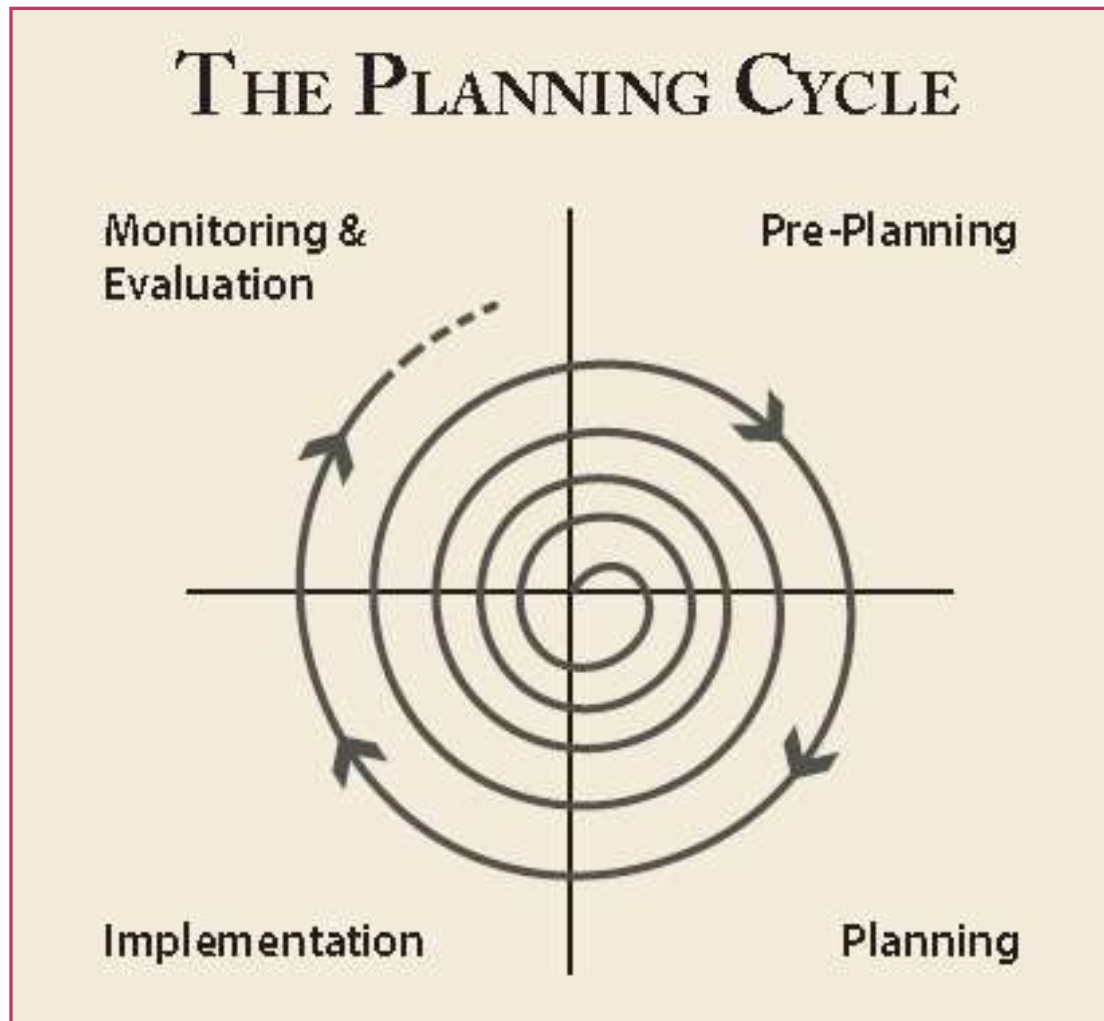 THE PLANNING CYCLE
Monitoring &
Evaluation
Pre-Planning
Implementation
Planning